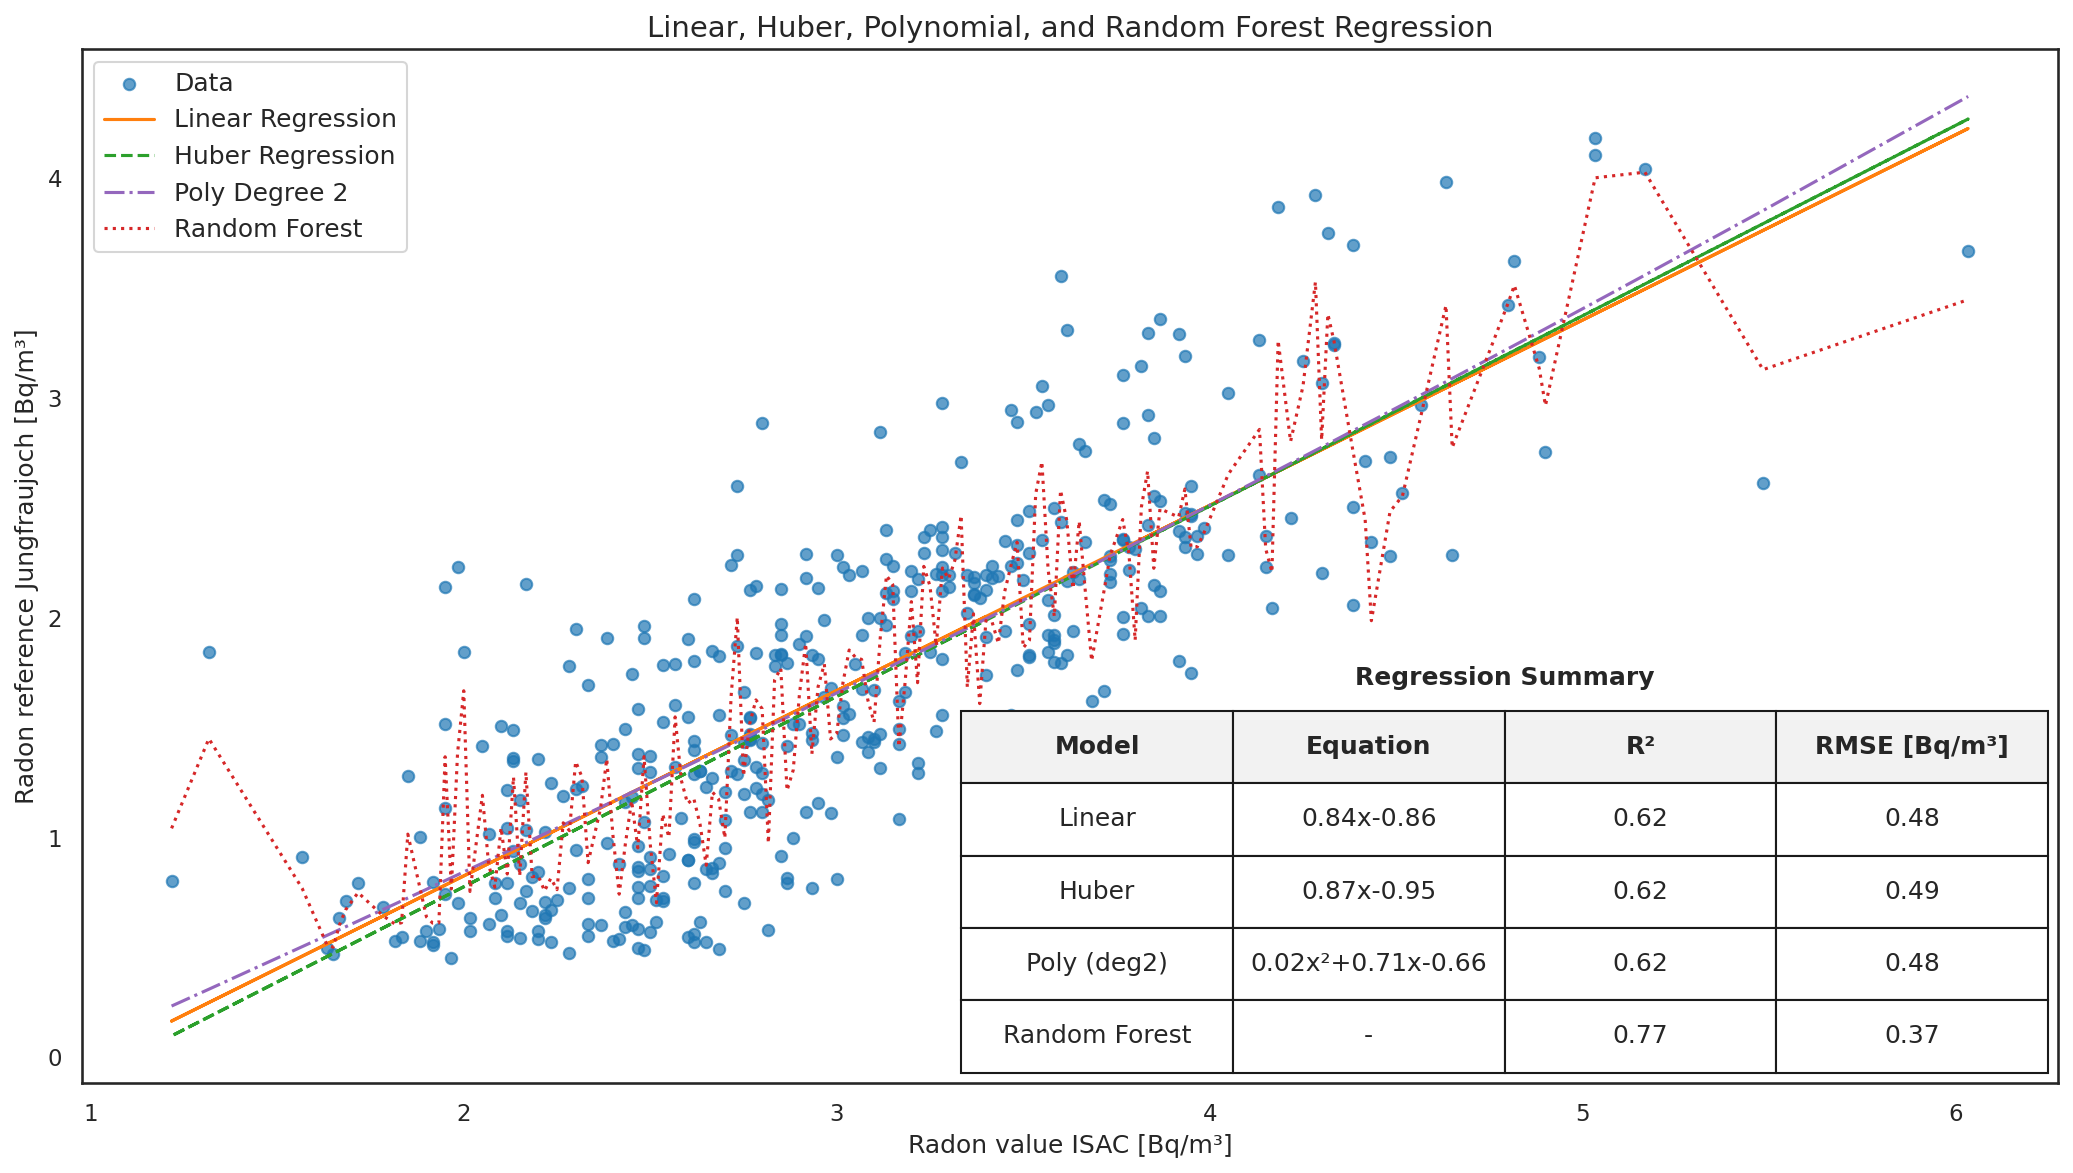 Linear, Huber, Polynomial, and Random Forest Regression
Data
Linear Regression
Huber Regression
Poly Degree 2
Random Forest
Radon reference Jungfraujoch [Bq/m³]
4
3
2
1
0
Regression Summary
Model Equation R² RMSE [Bq/m³]
Linear 0.84x-0.86 0.62 0.48
Huber 0.87x-0.95 0.62 0.49
Poly (deg2) 0.02x²+0.71x-0.66 0.62 0.48
Random Forest - 0.77 0.37
1 2 3 4 5 6
Radon value ISAC [Bq/m³]